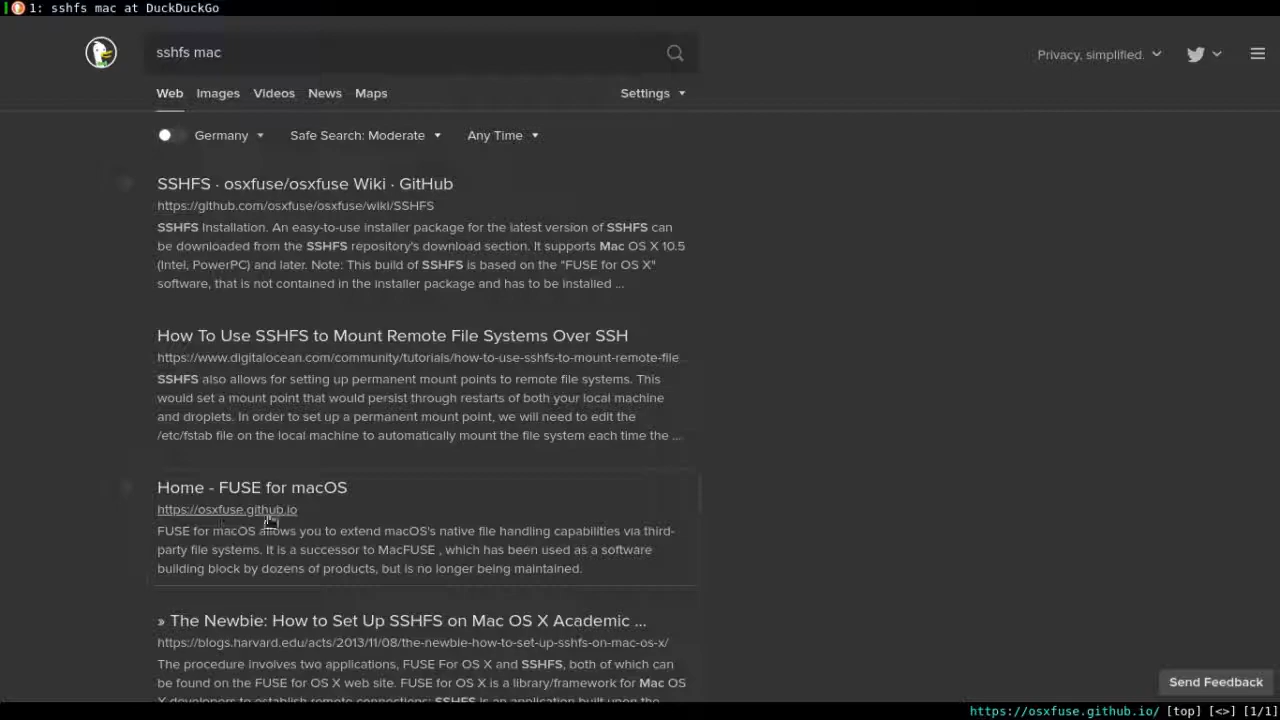 1: sshfs mac at DuckDuckGo
sshfs mac
Privacy, simplified.
Web Images Videos News Maps Settings
Germany Safe Search: Moderate Any Time
SSHFS · osxfuse/osxfuse Wiki · GitHub
https://github.com/osxfuse/osxfuse/wiki/SSHFS
SSHFS Installation. An easy-to-use installer package for the latest version of SSHFS can
be downloaded from the SSHFS repository's download section. It supports Mac OS X 10.5
(Intel, PowerPC) and later. Note: This build of SSHFS is based on the "FUSE for OS X"
software, that is not contained in the installer package and has to be installed ...
How To Use SSHFS to Mount Remote File Systems Over SSH
https://www.digitalocean.com/community/tutorials/how-to-use-sshfs-to-mount-remote-file
SSHFS also allows for setting up permanent mount points to remote file systems. This
would set a mount point that would persist through restarts of both your local machine
and droplets. In order to set up a permanent mount point, we will need to edit the
/etc/fstab file on the local machine to automatically mount the file system each time the ...
Home - FUSE for macOS
https://osxfuse.github.io
FUSE for macOS allows you to extend macOS's native file handling capabilities via third-
party file systems. It is a successor to MacFUSE , which has been used as a software
building block by dozens of products, but is no longer being maintained.
» The Newbie: How to Set Up SSHFS on Mac OS X Academic ...
https://blogs.harvard.edu/acts/2013/11/08/the-newbie-how-to-set-up-sshfs-on-mac-os-x/
The procedure involves two applications, FUSE For OS X and SSHFS, both of which can
be found on the FUSE for OS X web site. FUSE for OS X is a library/framework for Mac OS
X developers to establish remote connections; SSHFS is an application built upon the
Send Feedback
https://osxfuse.github.io/ [top] [<>] [1/1]